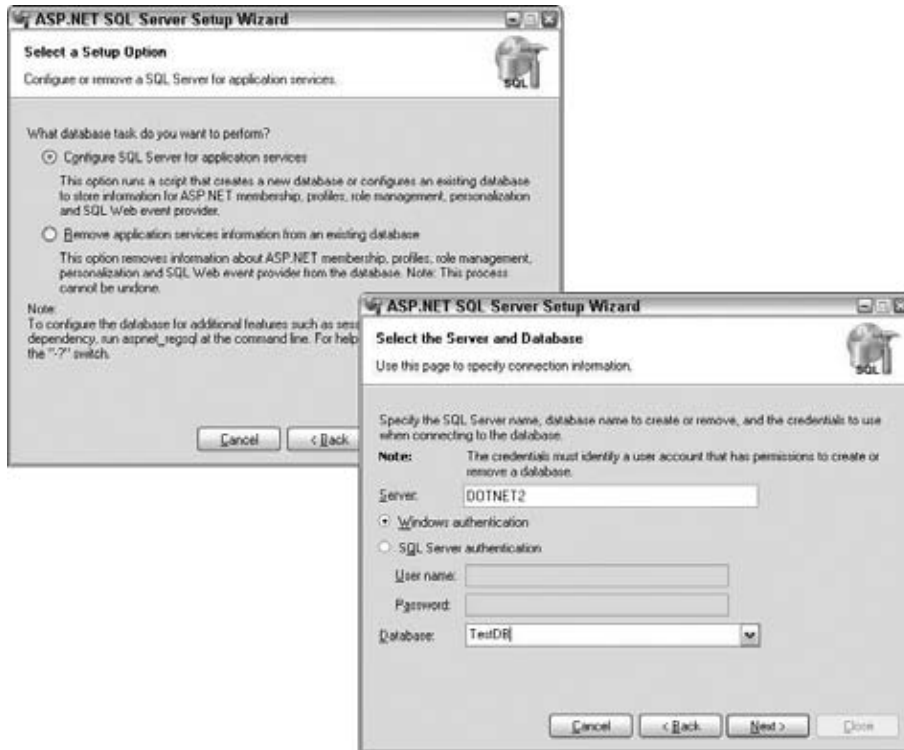 ASP.NET SQL Server Setup Wizard
Select a Setup Option
Configure or remove a SQL Server for application services.
SQL
What database task do you want to perform?
Configure SQL Server for application services
This option runs a script that creates a new database or configures an existing database
to store information for ASP.NET membership, profiles, role management, personalization
and SQL Web event provider.
Remove application services information from an existing database
This option removes information about ASP.NET membership, profiles, role management,
personalization and SQL Web event provider from the database. Note: This process
cannot be undone.
Note:
To configure the database for additional features such as
dependency, run aspnet_regsql at the command line. For help
the "-?" switch.
Cancel
< Back
ASP.NET SQL Server Setup Wizard
Select the Server and Database
Use this page to specify connection information.
SQL
Specify the SQL Server name, database name to create or remove, and the credentials to use
when connecting to the database.
Note: The credentials must identify a user account that has permissions to create or
remove a database.
Server: DOTNET2
Windows authentication
SQL Server authentication
User name:
Password:
Database: TestDB
Cancel
< Back
Next >
Close